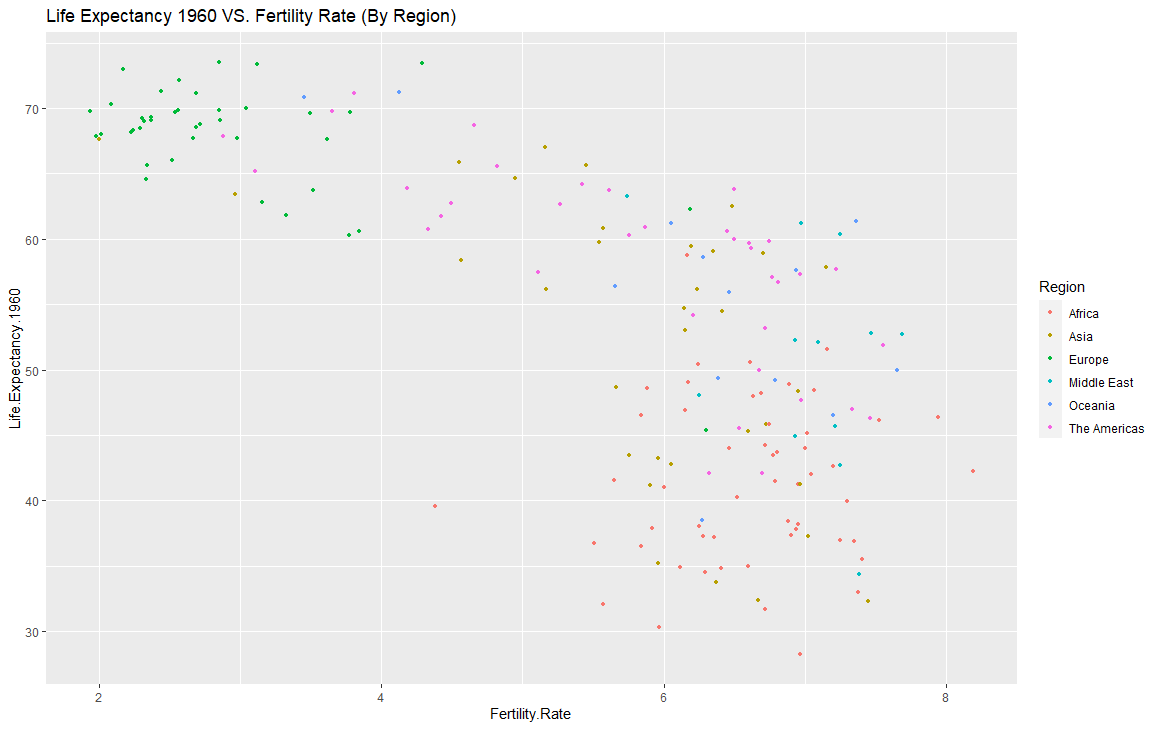 Life Expectancy 1960 VS. Fertility Rate (By Region)
Life.Expectancy.1960
70
60
50
40
30
2
4
6
8
Fertility.Rate
Region
Africa
Asia
Europe
Middle East
Oceania
The Americas